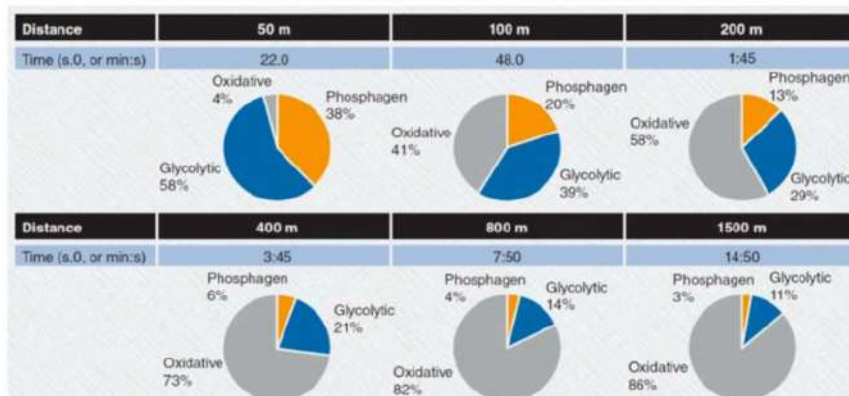 Distance 50 m 100 m 200 m
Time (s.0, or min:s) 22.0 48.0 1:45
Oxidative
4%
Phosphagen
38%
Glycolytic
58%
Phosphagen
20%
Oxidative
41%
Glycolytic
39%
Phosphagen
13%
Oxidative
58%
Glycolytic
29%
Distance 400 m 800 m 1500 m
Time (s.0, or min:s) 3:45 7:50 14:50
Phosphagen
6%
Glycolytic
21%
Oxidative
73%
Phosphagen
4%
Glycolytic
14%
Oxidative
82%
Phosphagen
3%
Glycolytic
11%
Oxidative
86%